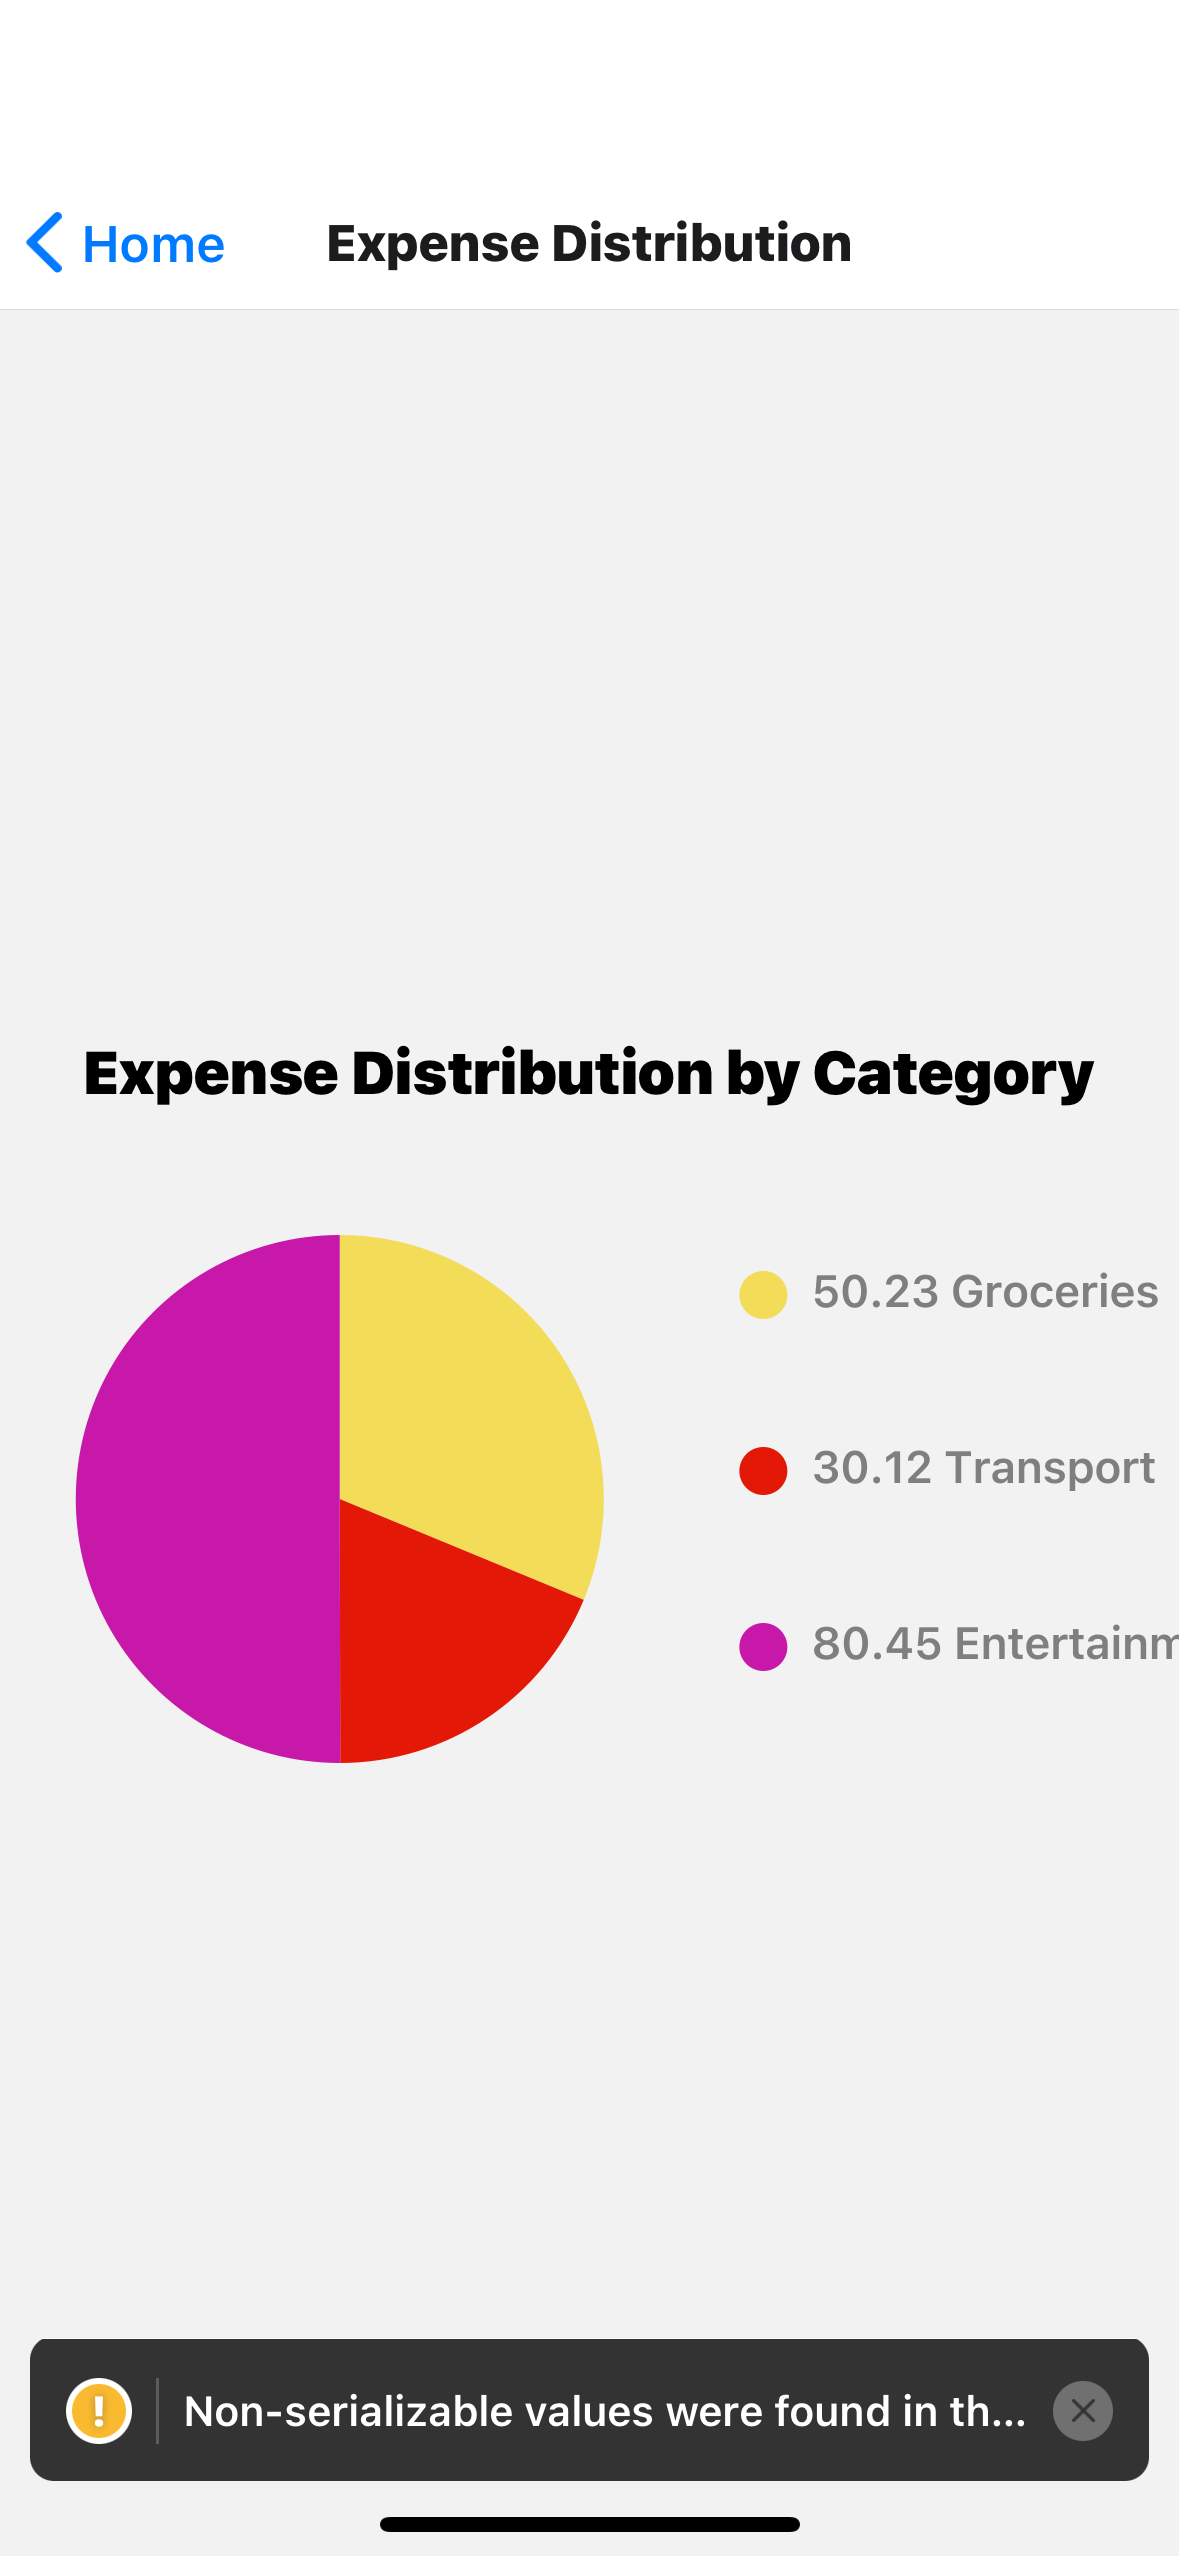 Home
Expense Distribution
Expense Distribution by Category
50.23 Groceries
30.12 Transport
80.45 Entertainm
Non-serializable values were found in th...